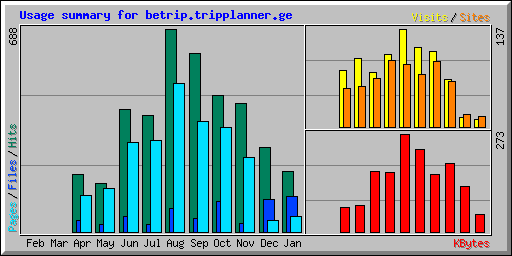 Usage summary for betrip.tripplanner.ge
Visits / Sites
688
137
Pages / Files / Hits
273
Feb Mar Apr May Jun Jul Aug Sep Oct Nov Dec Jan
KBytes